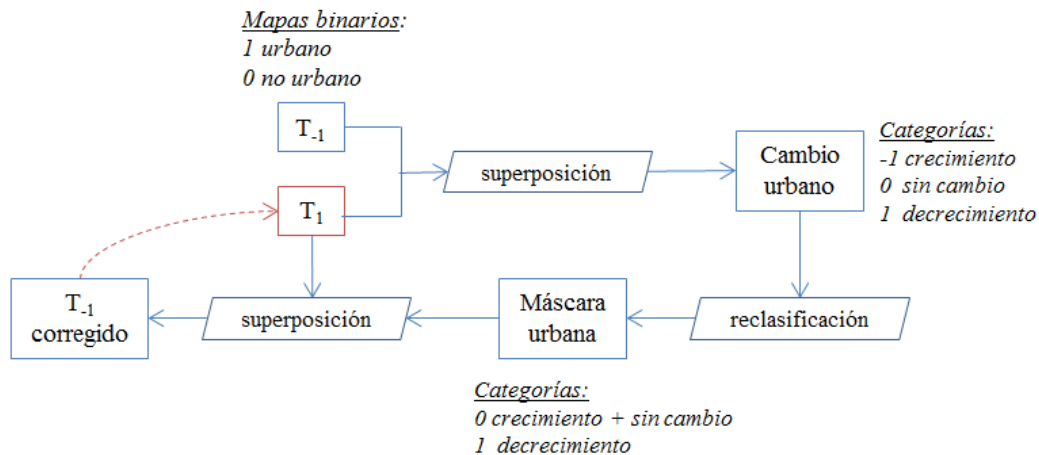 Mapas binarios:
1 urbano
0 no urbano
T-1
T1
superposición
Cambio
urbano
Categorías:
-1 crecimiento
0 sin cambio
1 decrecimiento
T-1
corregido
superposición
Máscara
urbana
reclasificación
Categorías:
0 crecimiento + sin cambio
1 decrecimiento